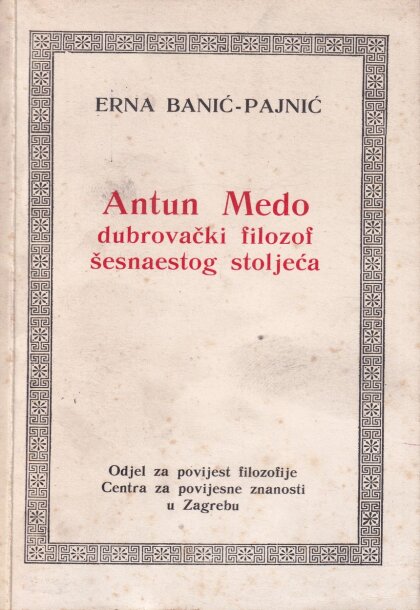 ERNA BANIĆ-PAJNIĆ
Antun Medo
dubrovački filozof
šesnaestog stoljeća
Odjel za povijest filozofije
Centra za povijesne znanosti
u Zagrebu